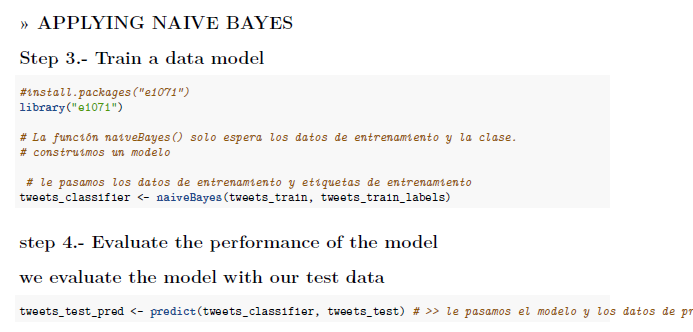 » APPLYING NAIVE BAYES
Step 3.- Train a data model
#install.packages("e1071")
library("e1071")
# La función naiveBayes() solo espera los datos de entrenamiento y la clase.
# construimos un modelo
# le pasamos los datos de entrenamiento y etiquetas de entrenamiento
tweets_classifier <- naiveBayes(tweets_train, tweets_train_labels)
step 4.- Evaluate the performance of the model
we evaluate the model with our test data
tweets_test_pred <- predict(tweets_classifier, tweets_test) # >> le pasamos el modelo y los datos de pr